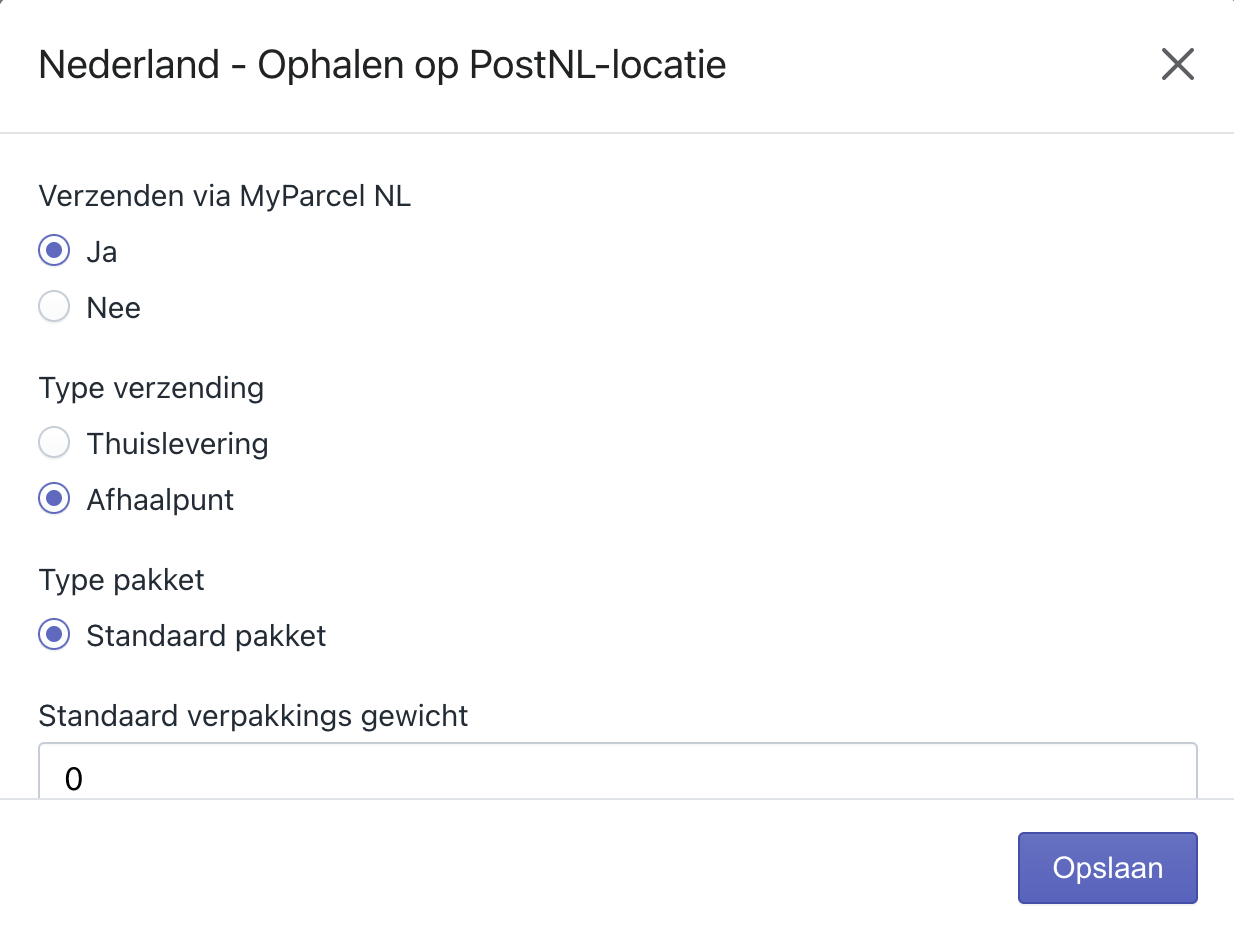 Nederland - Ophalen op PostNL-locatie
Verzenden via MyParcel NL
Ja
Nee
Type verzending
Thuislevering
Afhaalpunt
Type pakket
Standaard pakket
Standaard verpakkings gewicht
0
Opslaan